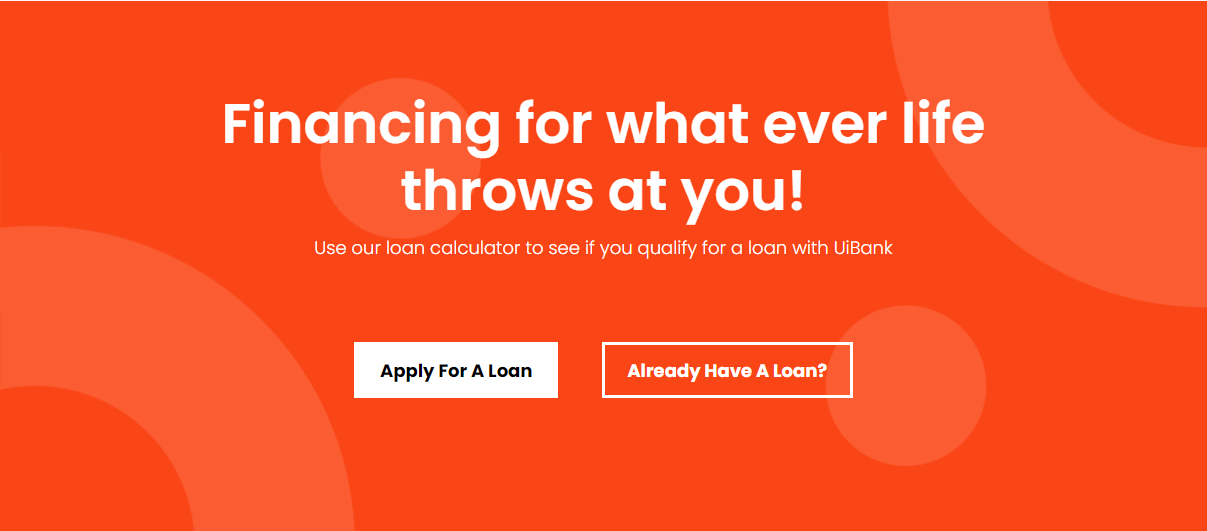 Financing for what ever life
throws at you!
Use our loan calculator to see if you qualify for a loan with UiBank
Apply For A Loan
Already Have A Loan?